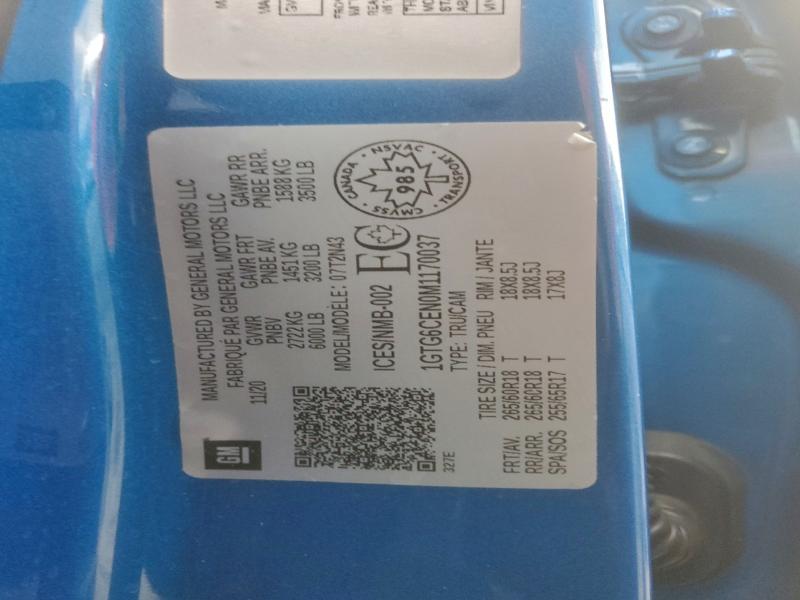 GM
MANUFACTURED BY GENERAL MOTORS LLC
FABRIQUÉ PAR GENERAL MOTORS LLC
11/20 GVWR GAWR FRT GAWR RR
PNBV PNBE AV. PNBE ARR.
2722 KG 1451 KG 1588 KG
6000 LB 3200 LB 3500 LB
MODEL/MODÈLE: 07T2N43
ICES/NMB-002 EC
CANADA · NSVAC · TRANSPORT · CMVSS
985
1GTG6CEN0M1170037
TYPE: TRU/CAM
327E
TIRE SIZE / DIM. PNEU RIM / JANTE
FRT/AV. 265/60R18 T 18X8.5J
RR/ARR. 265/60R18 T 18X8.5J
SPA/SOS 255/65R17 T 17X8J